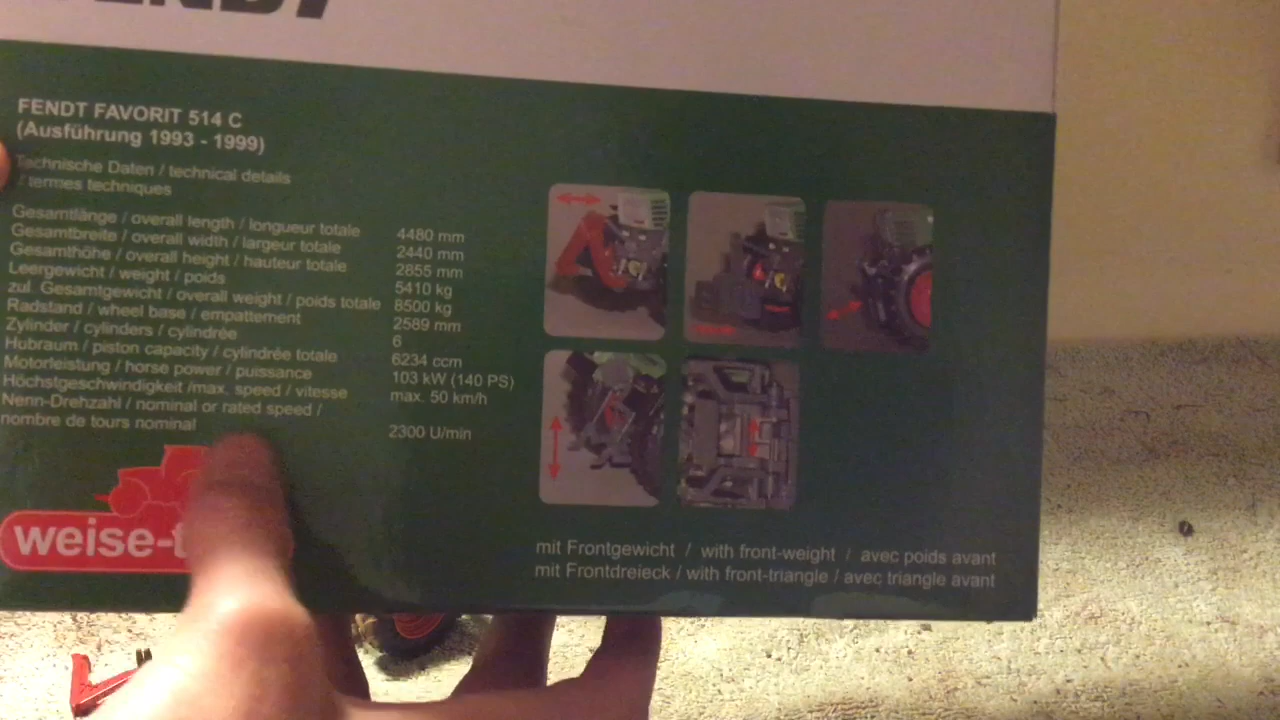 FENDT FAVORIT 514 C
(Ausführung 1993 - 1999)
Technische Daten / technical details
/ termes techniques
Gesamtlänge / overall length / longueur totale 4480 mm
Gesamtbreite / overall width / largeur totale 2440 mm
Gesamthöhe / overall height / hauteur totale 2855 mm
Leergewicht / weight / poids 5410 kg
zul. Gesamtgewicht / overall weight / poids totale 8500 kg
Radstand / wheel base / empattement 2589 mm
Zylinder / cylinders / cylindrée 6
Hubraum / piston capacity / cylindrée totale 6234 ccm
Motorleistung / horse power / puissance 103 kW (140 PS)
Höchstgeschwindigkeit /max. speed / vitesse max. 50 km/h
Nenn-Drehzahl / nominal or rated speed /
nombre de tours nominal 2300 U/min
weise-t
mit Frontgewicht / with front-weight / avec poids avant
mit Frontdreieck / with front-triangle / avec triangle avant